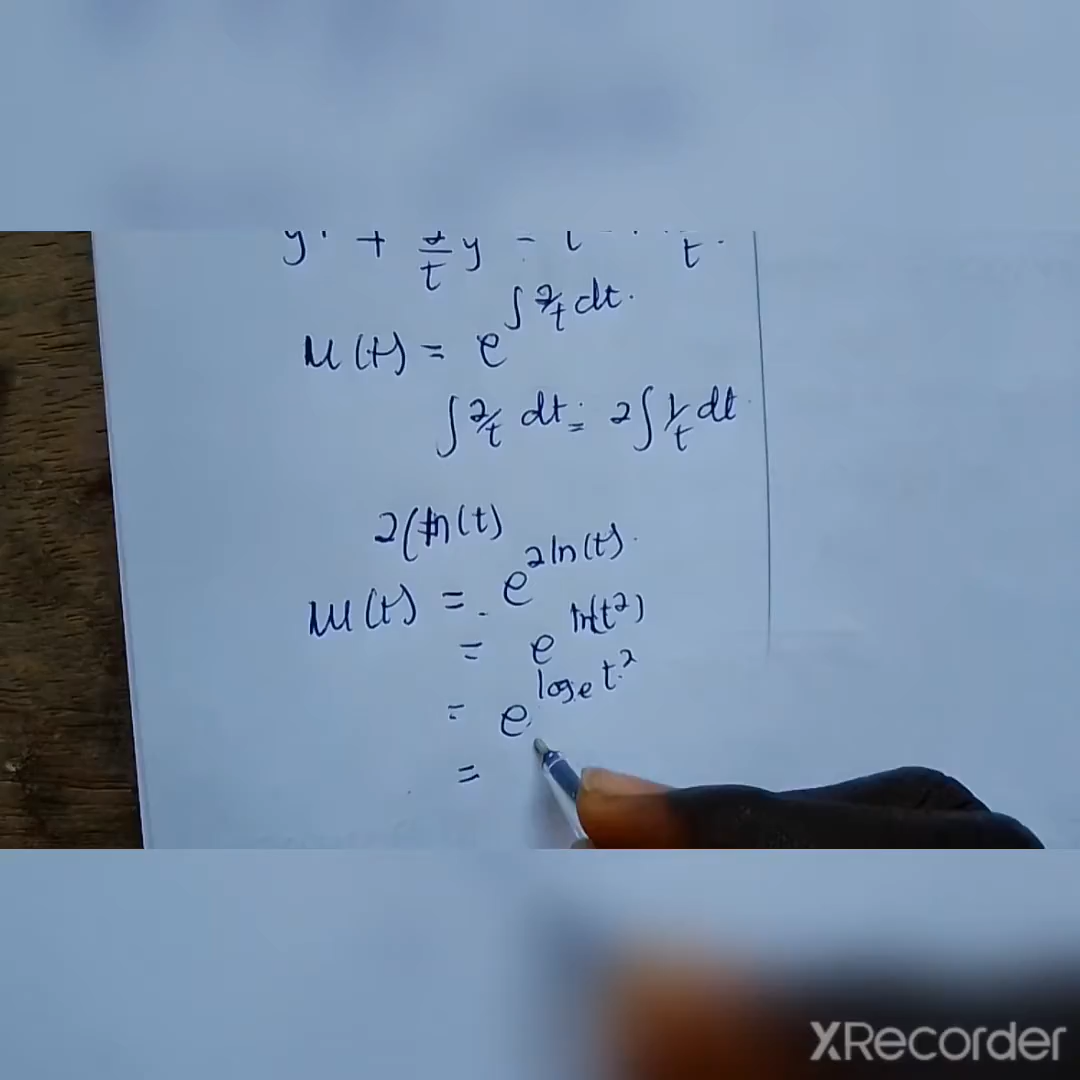 y' + 2/t y =
μ(t) = e^∫2/t dt.
∫2/t dt = 2∫1/t dt
2(ln(t)
μ(t) = e^2ln(t).
= e^ln(t²)
= e^loge t²
=
XRecorder